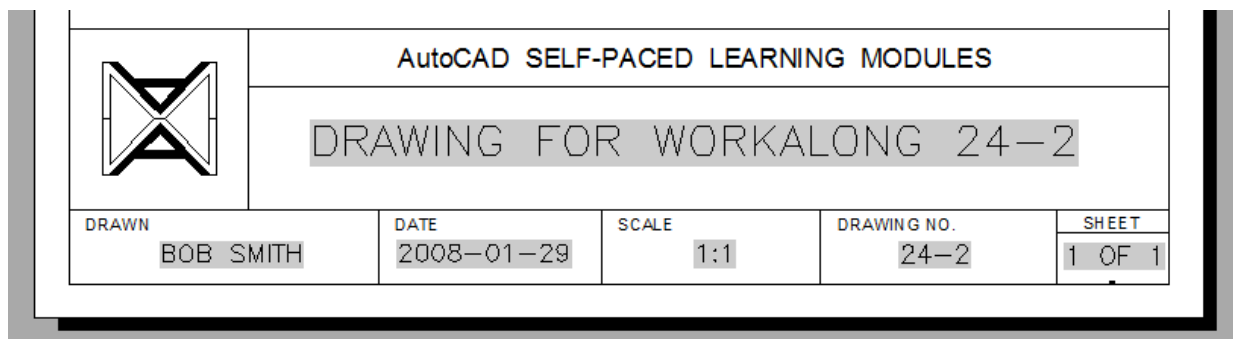 AutoCAD SELF-PACED LEARNING MODULES
DRAWING FOR WORKALONG 24-2
DRAWN DATE SCALE DRAWING NO. SHEET
BOB SMITH 2008-01-29 1:1 24-2 1 OF 1